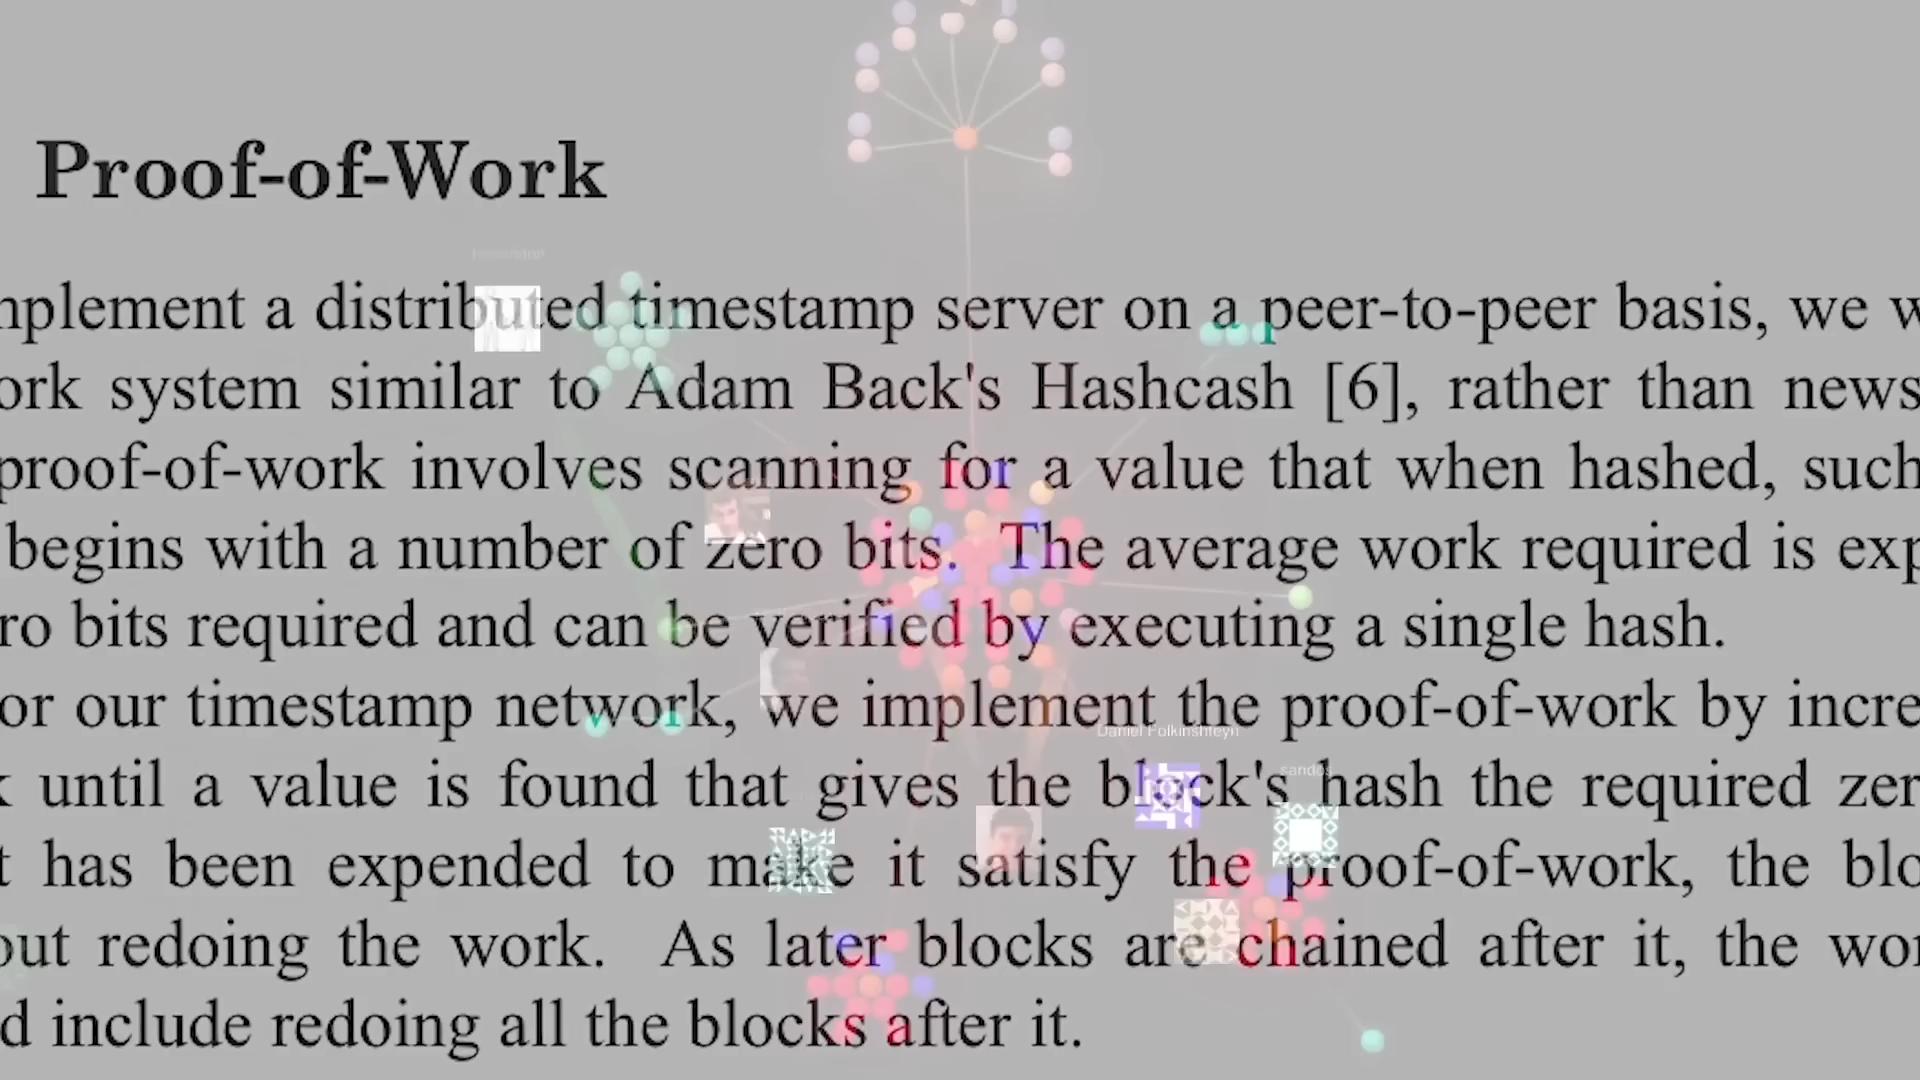 Proof-of-Work
nplement a distributed timestamp server on a peer-to-peer basis, we w
ork system similar to Adam Back's Hashcash [6], rather than news
proof-of-work involves scanning for a value that when hashed, such
begins with a number of zero bits. The average work required is exp
ro bits required and can be verified by executing a single hash.
or our timestamp network, we implement the proof-of-work by incre
Daniel Folkinshteyn
sandos
k until a value is found that gives the block's hash the required zer
t has been expended to make it satisfy the proof-of-work, the blo
out redoing the work. As later blocks are chained after it, the wor
d include redoing all the blocks after it.